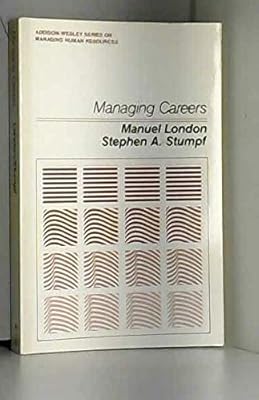 ADDISON-WESLEY SERIES ON
MANAGING HUMAN RESOURCES
Managing Careers
Manuel London
Stephen A. Stumpf